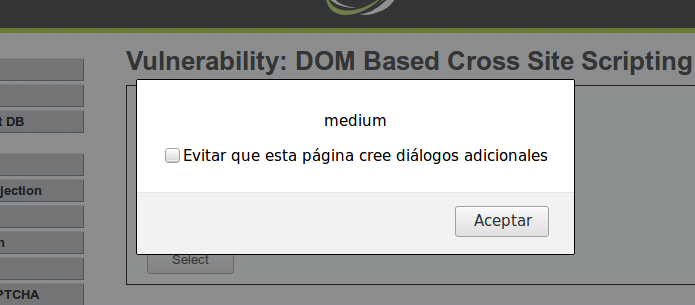 Vulnerability: DOM Based Cross Site Scripting
t DB
medium
Evitar que esta página cree diálogos adicionales
jection
n
Aceptar
Select
PTCHA